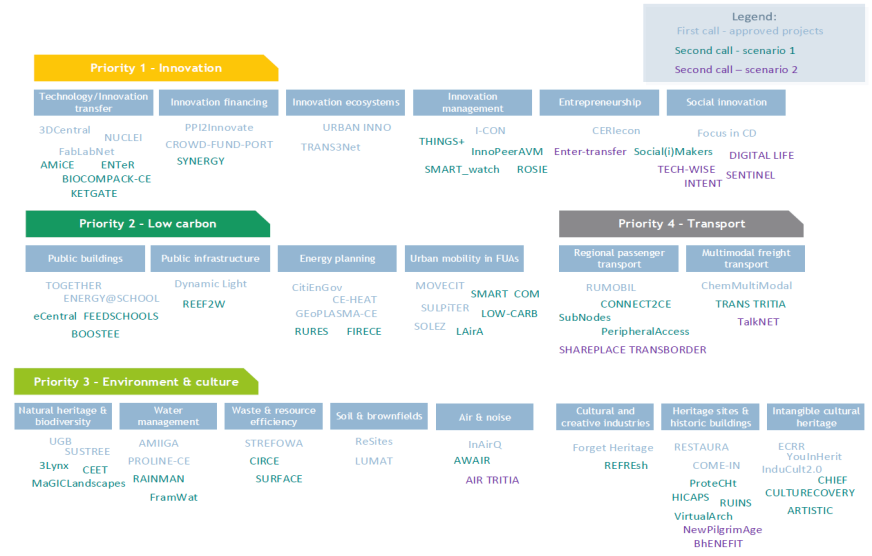 Legend:
First call - approved projects
Second call - scenario 1
Second call – scenario 2
Priority 1 - Innovation
Technology/Innovation
transfer
3DCentral
NUCLEI
FabLabNet
AMiCE ENTeR
BIOCOMPACK-CE
KETGATE
Innovation financing
PPI2Innovate
CROWD-FUND-PORT
SYNERGY
Innovation ecosystems
URBAN INNO
TRANS3Net
Innovation
management
I-CON
THINGS+
InnoPeerAVM
SMART_watch ROSIE
Entrepreneurship
CERIecon
Enter-transfer Social(i)Makers
Social Innovation
Focus in CD
DIGITAL LIFE
TECH-WISE
SENTINEL
INTENT
Priority 2 - Low carbon
Public buildings
TOGETHER
ENERGY@SCHOOL
eCentral FEEDSCHOOLS
BOOSTEE
Public infrastructure
Dynamic Light
REEF2W
Energy planning
CitiEnGov
CE-HEAT
GEoPLASMA-CE
RURES FIRECE
Urban mobility in FUAs
MOVECIT
SMART COM
SULPiTER
LOW-CARB
SOLEZ
LAirA
Priority 4 - Transport
Regional passenger
transport
RUMOBIL
CONNECT2CE
SubNodes
PeripheralAccess
SHAREPLACE TRANSBORDER
Multimodal freight
transport
ChemMultiModal
TRANS TRITIA
TalkNET
Priority 3 - Environment & culture
Natural heritage &
biodiversity
UGB
SUSTREE
3Lynx CEET
MaGICLandscapes
Water
management
AMIIGA
PROLINE-CE
RAINMAN
FramWat
Waste & resource
efficiency
STREFOWA
CIRCE
SURFACE
Soil & brownfields
ReSites
LUMAT
Air & noise
InAirQ
AWAIR
AIR TRITIA
Cultural and
creative industries
Forget Heritage
REFREsh
Heritage sites &
historic buildings
RESTAURA
COME-IN
ProteCHt
HICAPS
RUINS
VirtualArch
NewPilgrimAge
BhENEFIT
Intangible cultural
heritage
ECRR
YouInHerit
InduCult2.0
CHIEF
CULTURECOVERY
ARTISTIC